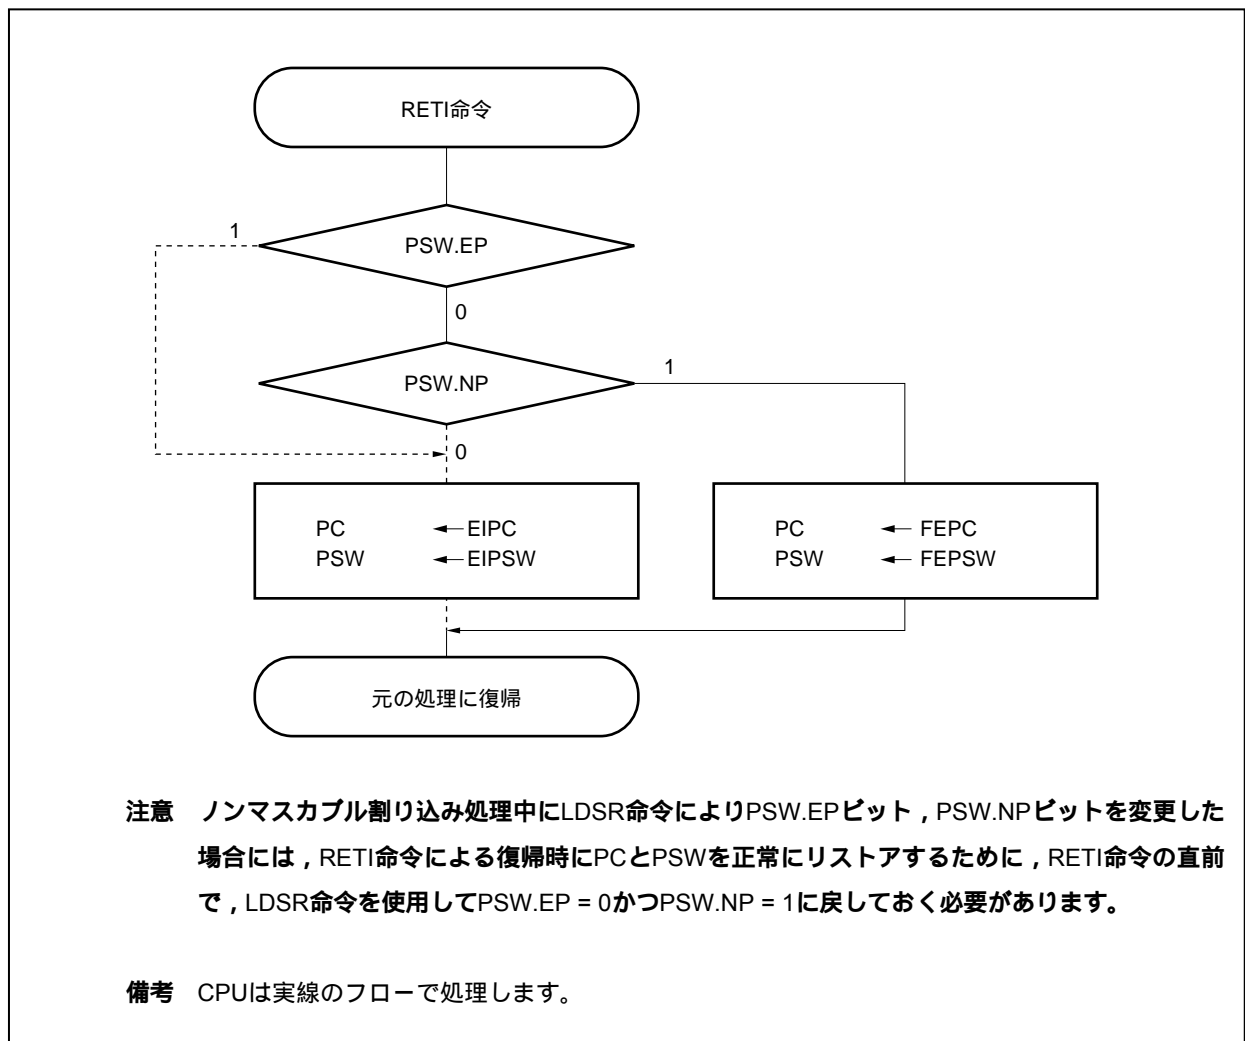 RETI命令
1
PSW.EP
0
PSW.NP
1
0
PC ← EIPC
PSW ← EIPSW
PC ← FEPC
PSW ← FEPSW
元の処理に復帰
注意 ノンマスカブル割り込み処理中にLDSR命令によりPSW.EPビット，PSW.NPビットを変更した
場合には，RETI命令による復帰時にPCとPSWを正常にリストアするために，RETI命令の直前
で，LDSR命令を使用してPSW.EP = 0かつPSW.NP = 1に戻しておく必要があります。
備考 CPUは実線のフローで処理します。